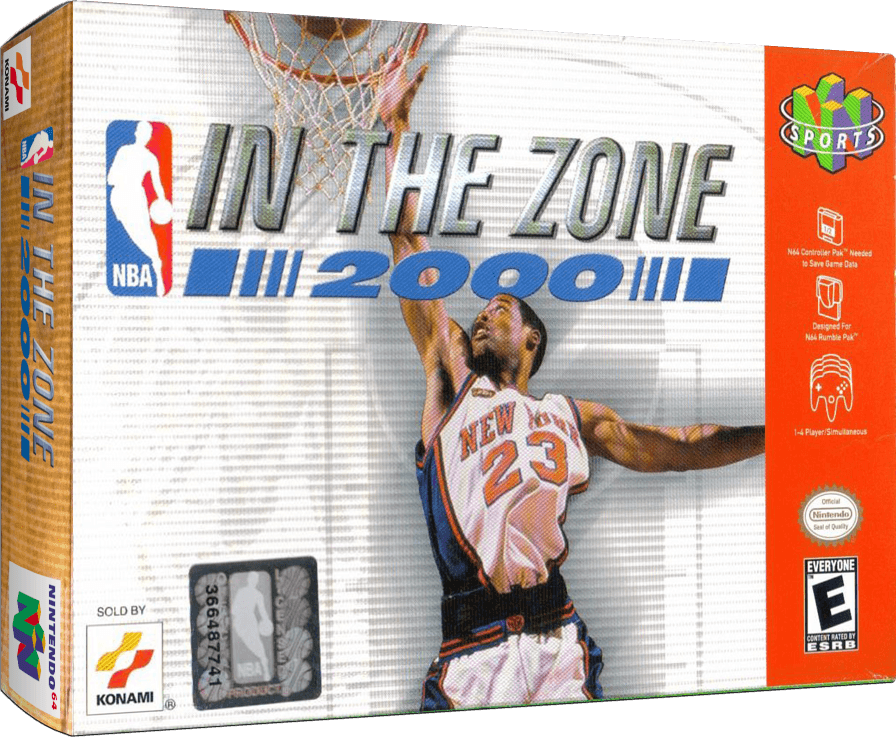 KONAMI
NBA
IN THE ZONE
2000
NINTENDO 64
NBA
IN THE ZONE
2000
NEW YORK
23
SOLD BY
KONAMI
®
366487741
NBA
PRODUCT
SPORTS
N64 Controller Pak™ Needed
to Save Game Data
Designed For
N64 Rumble Pak™
1-4 Player/Simultaneous
Official
Nintendo
Seal of Quality
EVERYONE
E
CONTENT RATED BY
ESRB